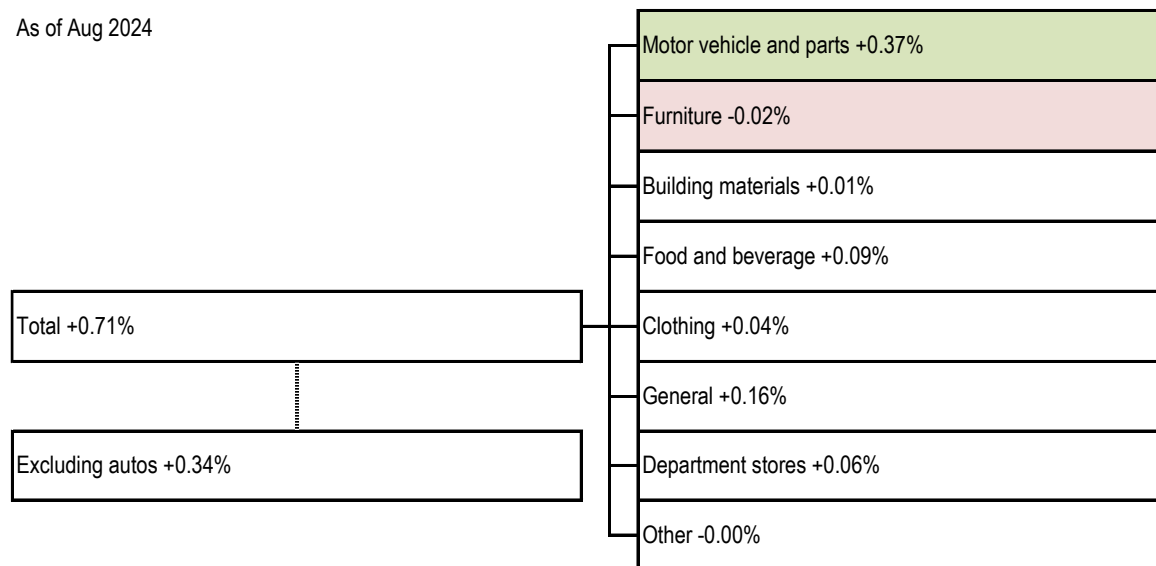 As of Aug 2024
Motor vehicle and parts +0.37%
Furniture -0.02%
Building materials +0.01%
Food and beverage +0.09%
Total +0.71%
Clothing +0.04%
General +0.16%
Excluding autos +0.34%
Department stores +0.06%
Other -0.00%